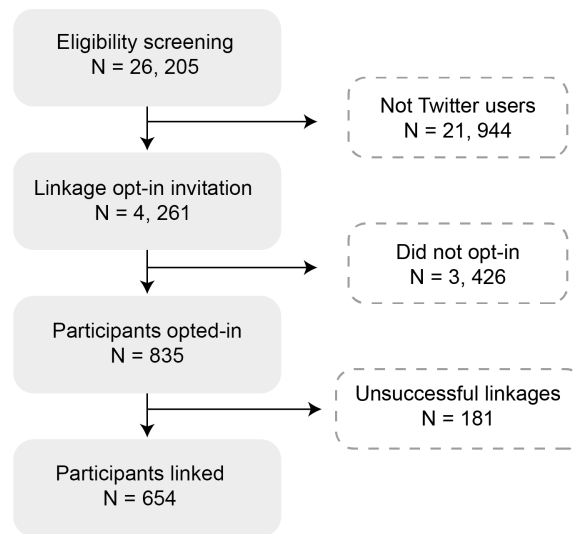 Eligibility screening
N = 26, 205
Not Twitter users
N = 21, 944
Linkage opt-in invitation
N = 4, 261
Did not opt-in
N = 3, 426
Participants opted-in
N = 835
Unsuccessful linkages
N = 181
Participants linked
N = 654